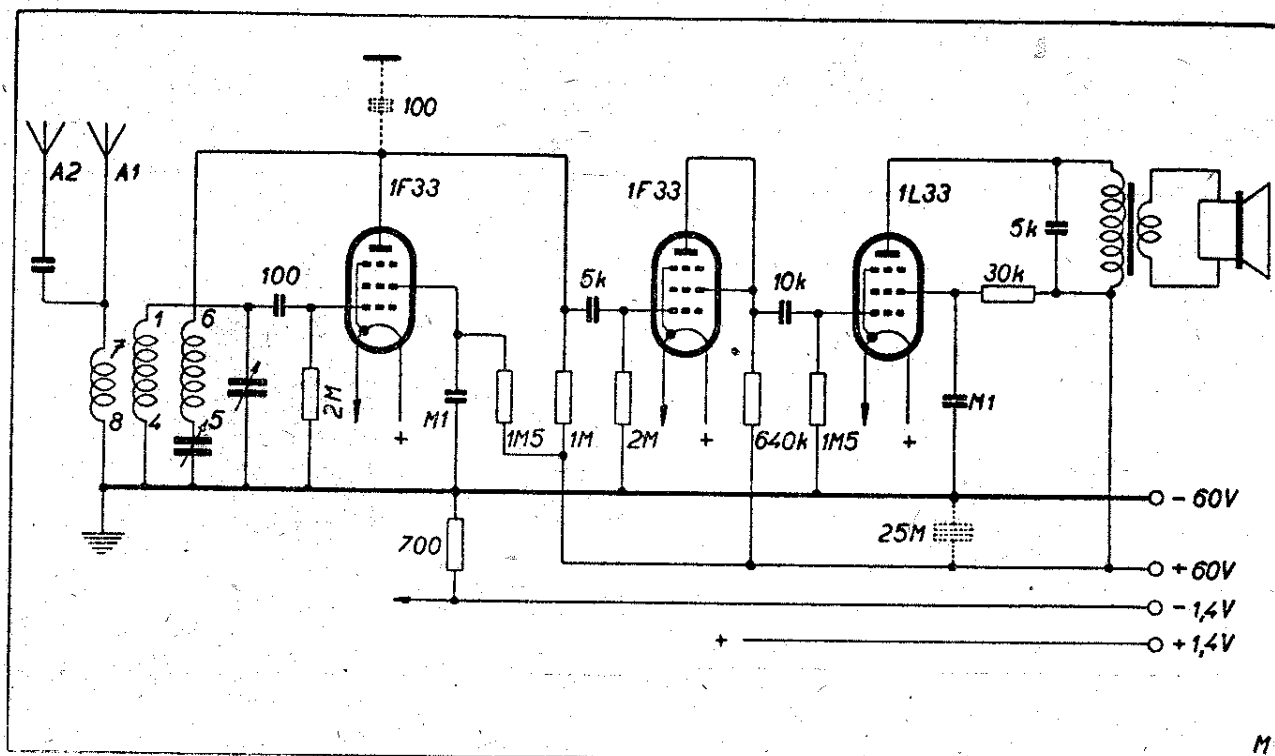 100
A2
A1
1F33
1F33
1L33
5k
100
5k
10k
30k
1
6
7
8
4
5
2M
M1
1M5
1M
2M
640k
1M5
M1
+
+
+
- 60V
700
25M
+ 60V
- 1,4V
+
+ 1,4V
M